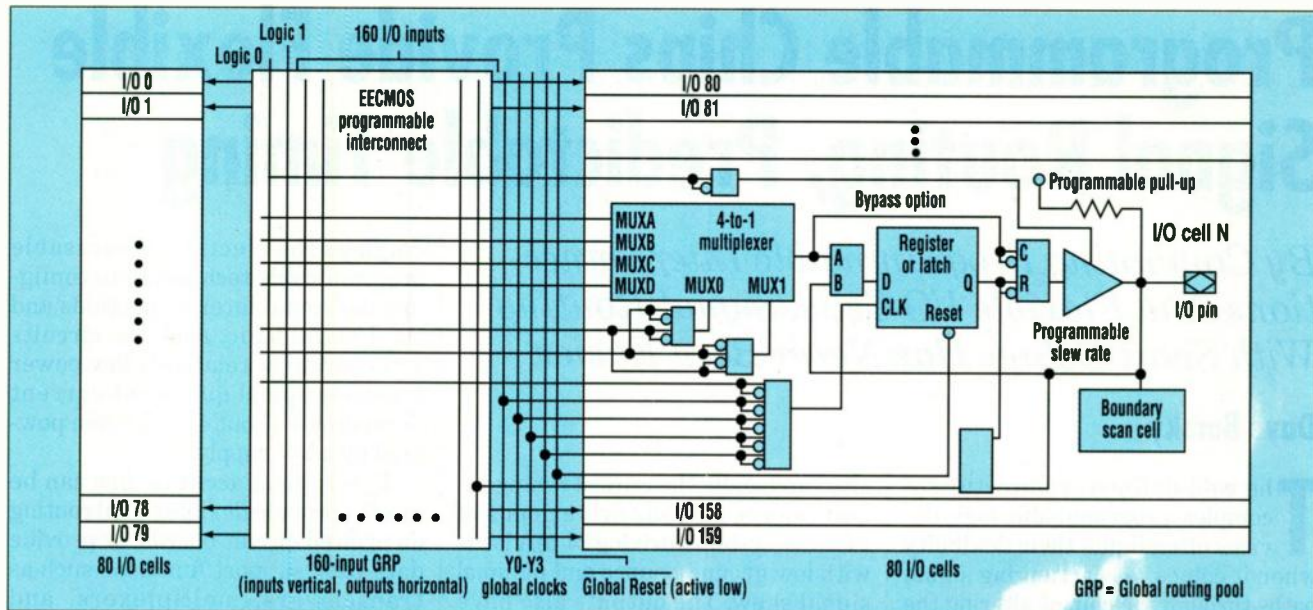 Logic 1
160 I/O inputs
Logic 0
I/O 0
I/O 1
EECMOS
programmable
interconnect
I/O 80
I/O 81
Programmable pull-up
Bypass option
I/O cell N
MUXA
MUXB
MUXC
MUXD
4-to-1
multiplexer
MUX0
MUX1
A
B
Register
or latch
D
Q
CLK
Reset
C
R
I/O pin
Programmable
slew rate
Boundary
scan cell
I/O 78
I/O 79
I/O 158
I/O 159
80 I/O cells
160-input GRP
(inputs vertical, outputs horizontal)
Y0-Y3
global clocks
Global Reset (active low)
80 I/O cells
GRP = Global routing pool